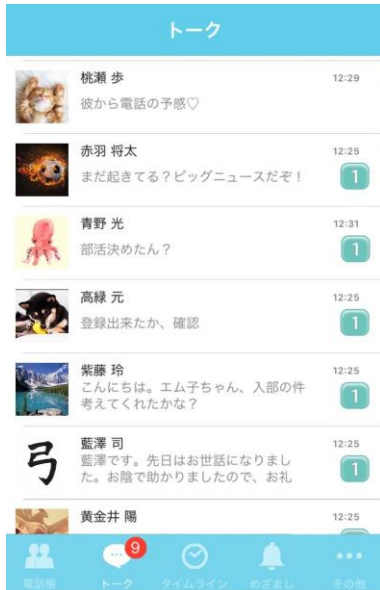 トーク
桃瀬 歩
12:29
彼から電話の予感♡
赤羽 将太
12:25
まだ起きてる?ビッグニュースだぞ!
1
青野 光
12:31
部活決めたん?
1
高緑 元
12:25
登録出来たか、確認
1
紫藤 玲
12:25
こんにちは。エム子ちゃん、入部の件
考えてくれたかな?
1
藍澤 司
12:25
藍澤です。先日はお世話になりまし
た。お陰で助かりましたので、お礼
1
弓
黄金井 陽
12:25
9
電話帳
トーク
タイムライン
めざまし
その他